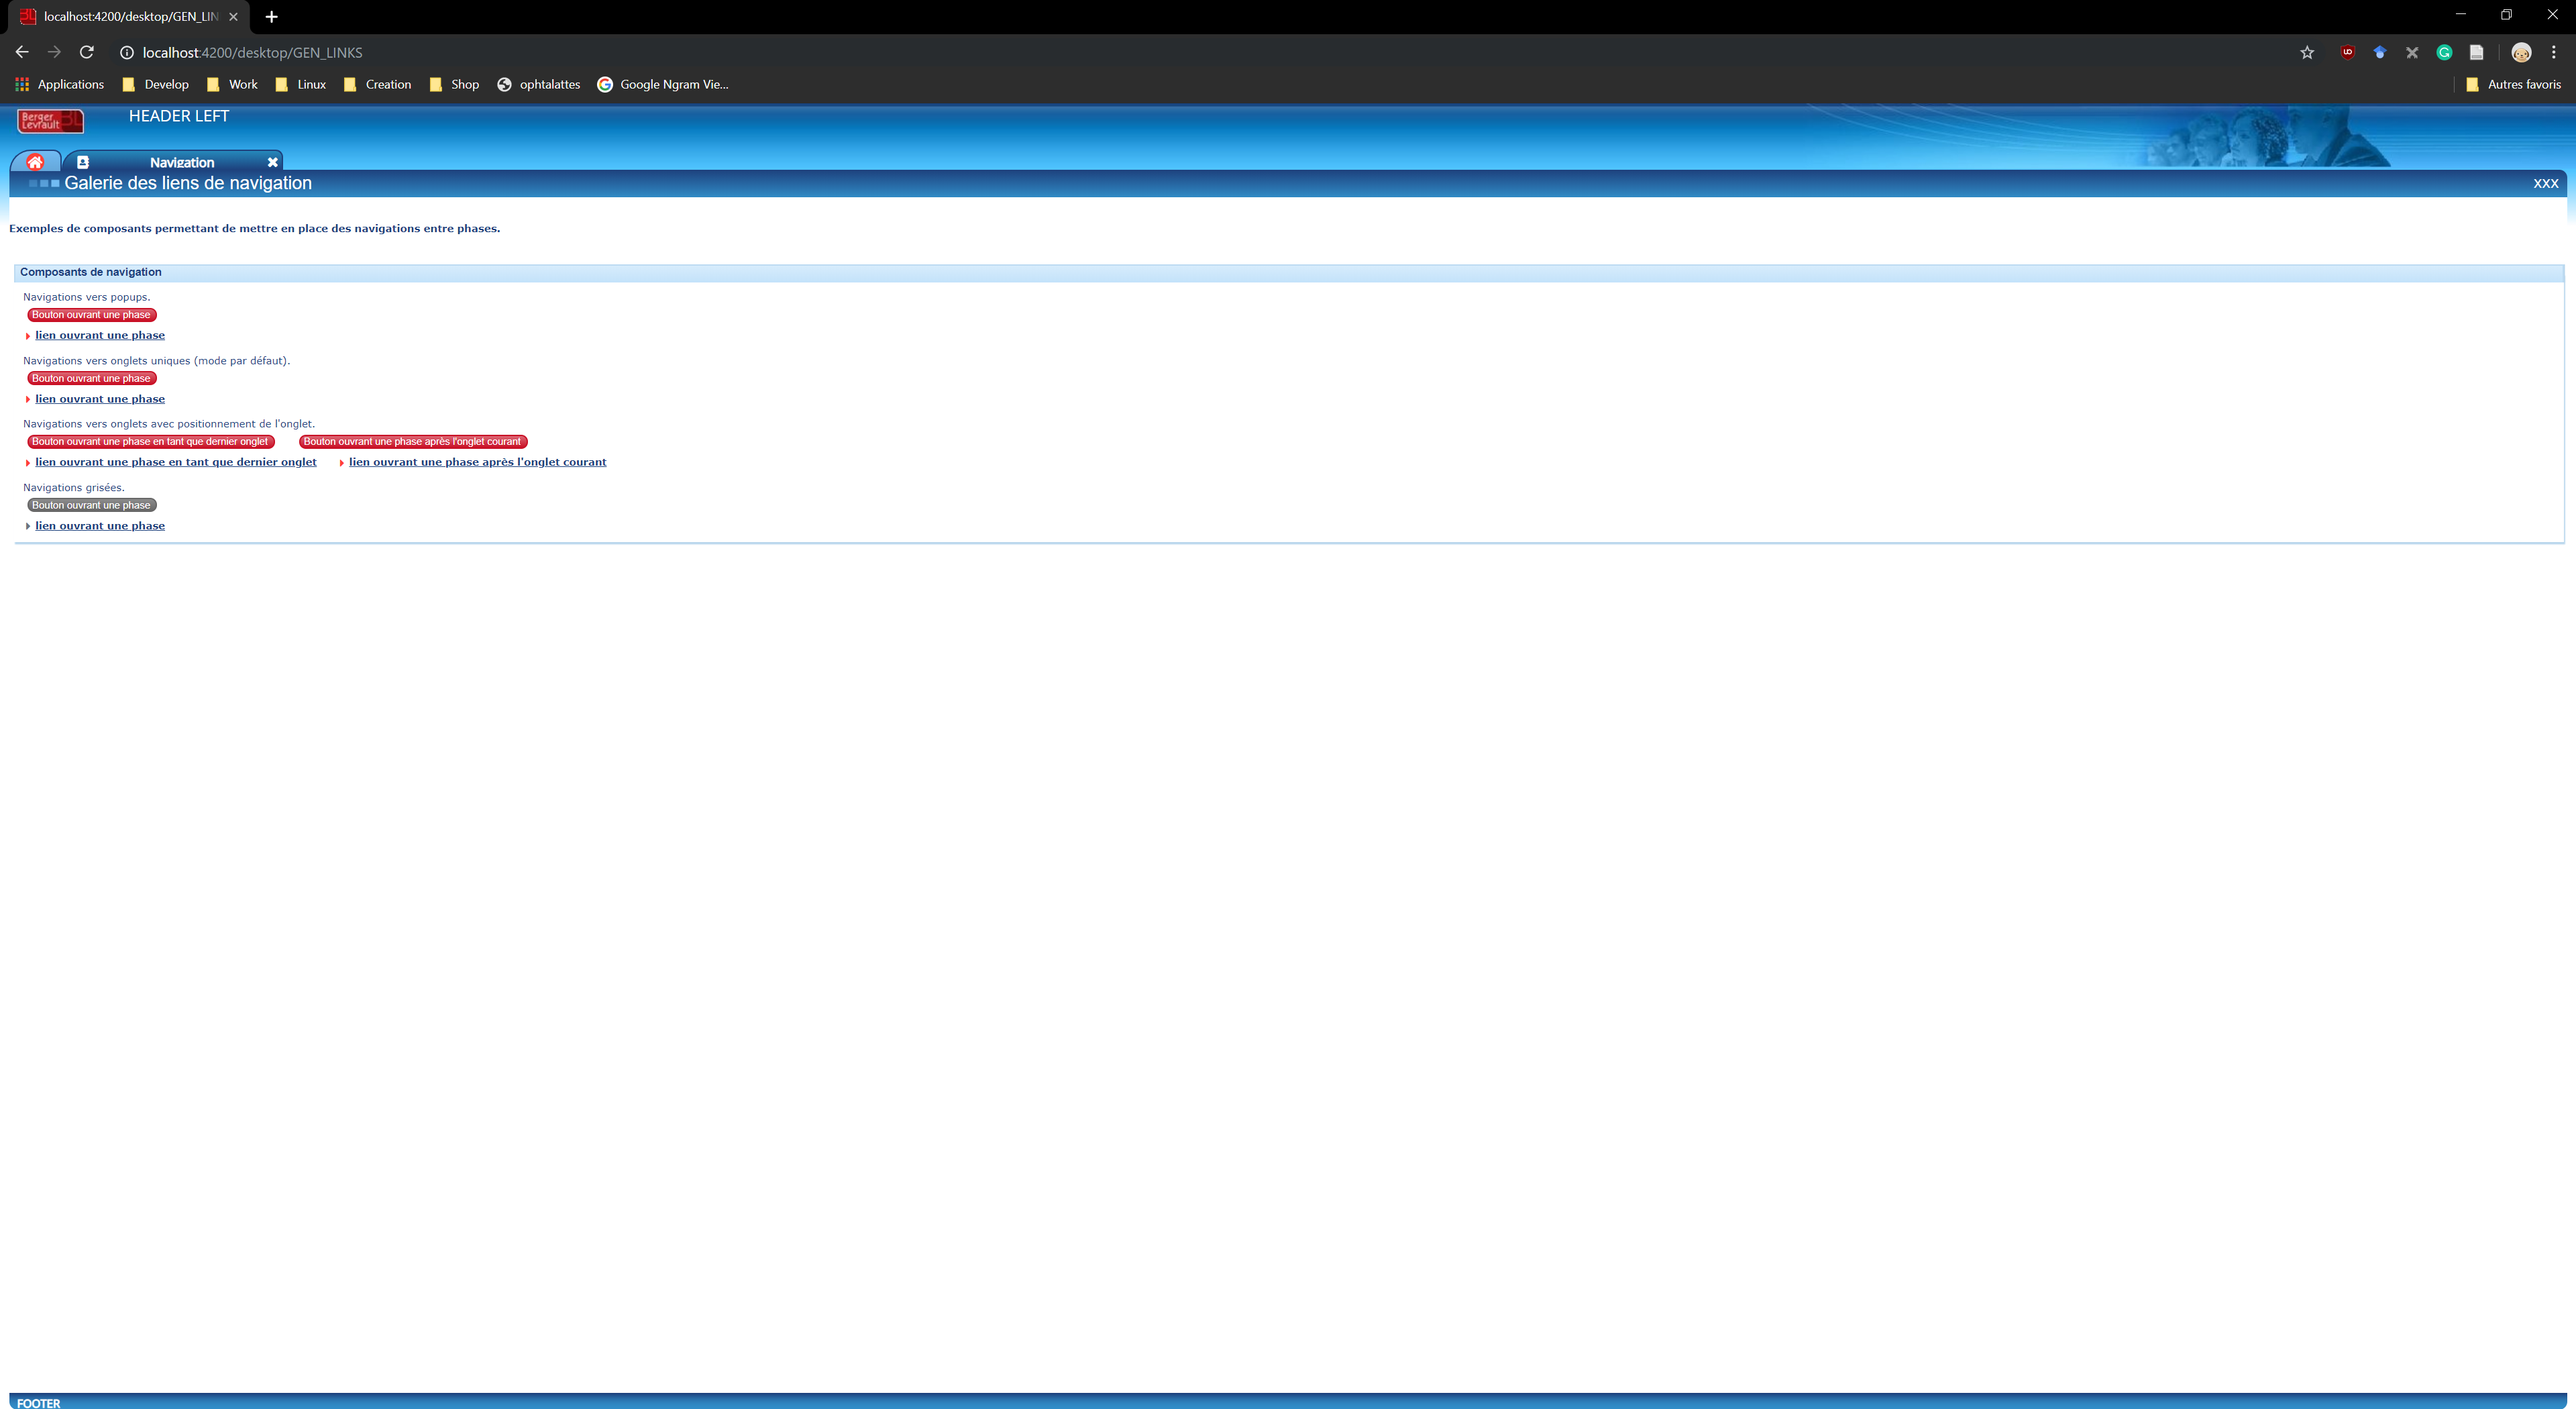 localhost:4200/desktop/GEN_LIN
localhost:4200/desktop/GEN_LINKS
Applications Develop Work Linux Creation Shop ophtalattes Google Ngram Vie... Autres favoris
Berger Levrault BL
HEADER LEFT
Navigation
Galerie des liens de navigation
XXX
Exemples de composants permettant de mettre en place des navigations entre phases.
Composants de navigation
Navigations vers popups.
Bouton ouvrant une phase
lien ouvrant une phase
Navigations vers onglets uniques (mode par défaut).
Bouton ouvrant une phase
lien ouvrant une phase
Navigations vers onglets avec positionnement de l'onglet.
Bouton ouvrant une phase en tant que dernier onglet Bouton ouvrant une phase après l'onglet courant
lien ouvrant une phase en tant que dernier onglet lien ouvrant une phase après l'onglet courant
Navigations grisées.
Bouton ouvrant une phase
lien ouvrant une phase
FOOTER